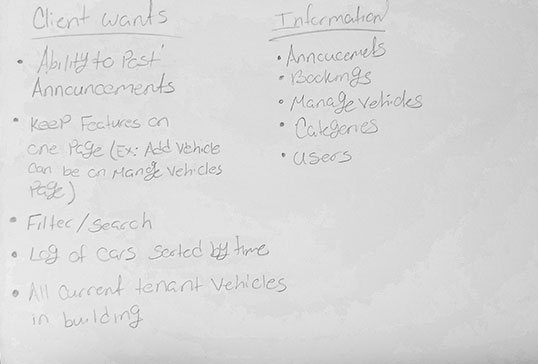 Client wants
• Ability to Post
Announcements
• Keep Features on
one Page (Ex: Add vehicle
can be on Manage vehicles
Page)
• Filter/search
• Log of cars sorted by time
• All current tenant vehicles
in building
Information
• Annoucemets
• Bookings
• Manage vehicles
• Categories
• users